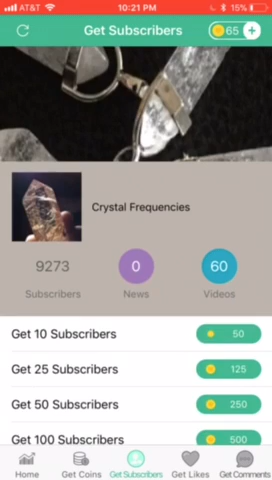 AT&T 10:21 PM 15%
Get Subscribers 65 +
Crystal Frequencies
9273 0 60
Subscribers News Videos
Get 10 Subscribers 50
Get 25 Subscribers 125
Get 50 Subscribers 250
Get 100 Subscribers 500
Home Get Coins Get Subscribers Get Likes Get Comments